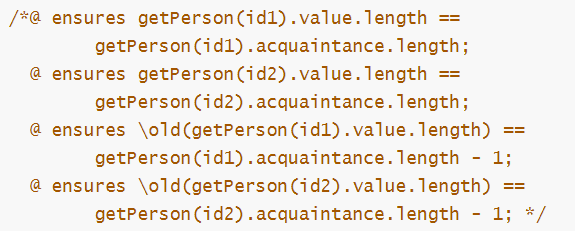 /*@ ensures getPerson(id1).value.length ==
getPerson(id1).acquaintance.length;
@ ensures getPerson(id2).value.length ==
getPerson(id2).acquaintance.length;
@ ensures \old(getPerson(id1).value.length) ==
getPerson(id1).acquaintance.length - 1;
@ ensures \old(getPerson(id2).value.length) ==
getPerson(id2).acquaintance.length - 1; */